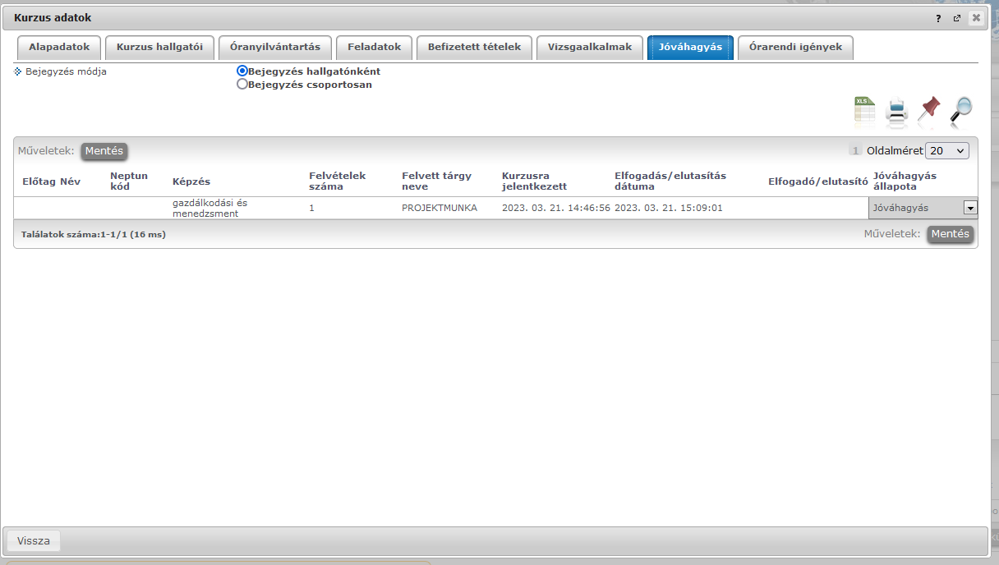 Kurzus adatok
?
Alapadatok Kurzus hallgatói Óranyilvántartás Feladatok Befizetett tételek Vizsgaalkalmak Jóváhagyás Órarendi igények
Bejegyzés módja
Bejegyzés hallgatónként
Bejegyzés csoportosan
XLS
Műveletek: Mentés 1 Oldalméret 20
Előtag Név Neptun kód Képzés Felvételek száma Felvett tárgy neve Kurzusra jelentkezett Elfogadás/elutasítás dátuma Elfogadó/elutasító Jóváhagyás állapota
gazdálkodási és menedzsment 1 PROJEKTMUNKA 2023. 03. 21. 14:46:56 2023. 03. 21. 15:09:01 Jóváhagyás
Találatok száma:1-1/1 (16 ms) Műveletek: Mentés
Vissza